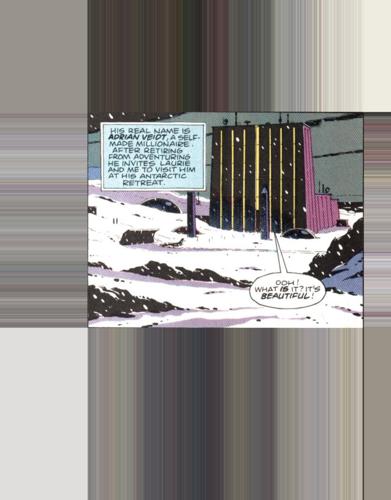 HIS REAL NAME IS
ADRIAN VEIDT, A SELF-
MADE MILLIONAIRE.
AFTER RETIRING
FROM ADVENTURING
HE INVITES LAURIE
AND ME TO VISIT HIM
AT HIS ANTARCTIC
RETREAT.
OOH!
WHAT IS IT? IT'S
BEAUTIFUL!